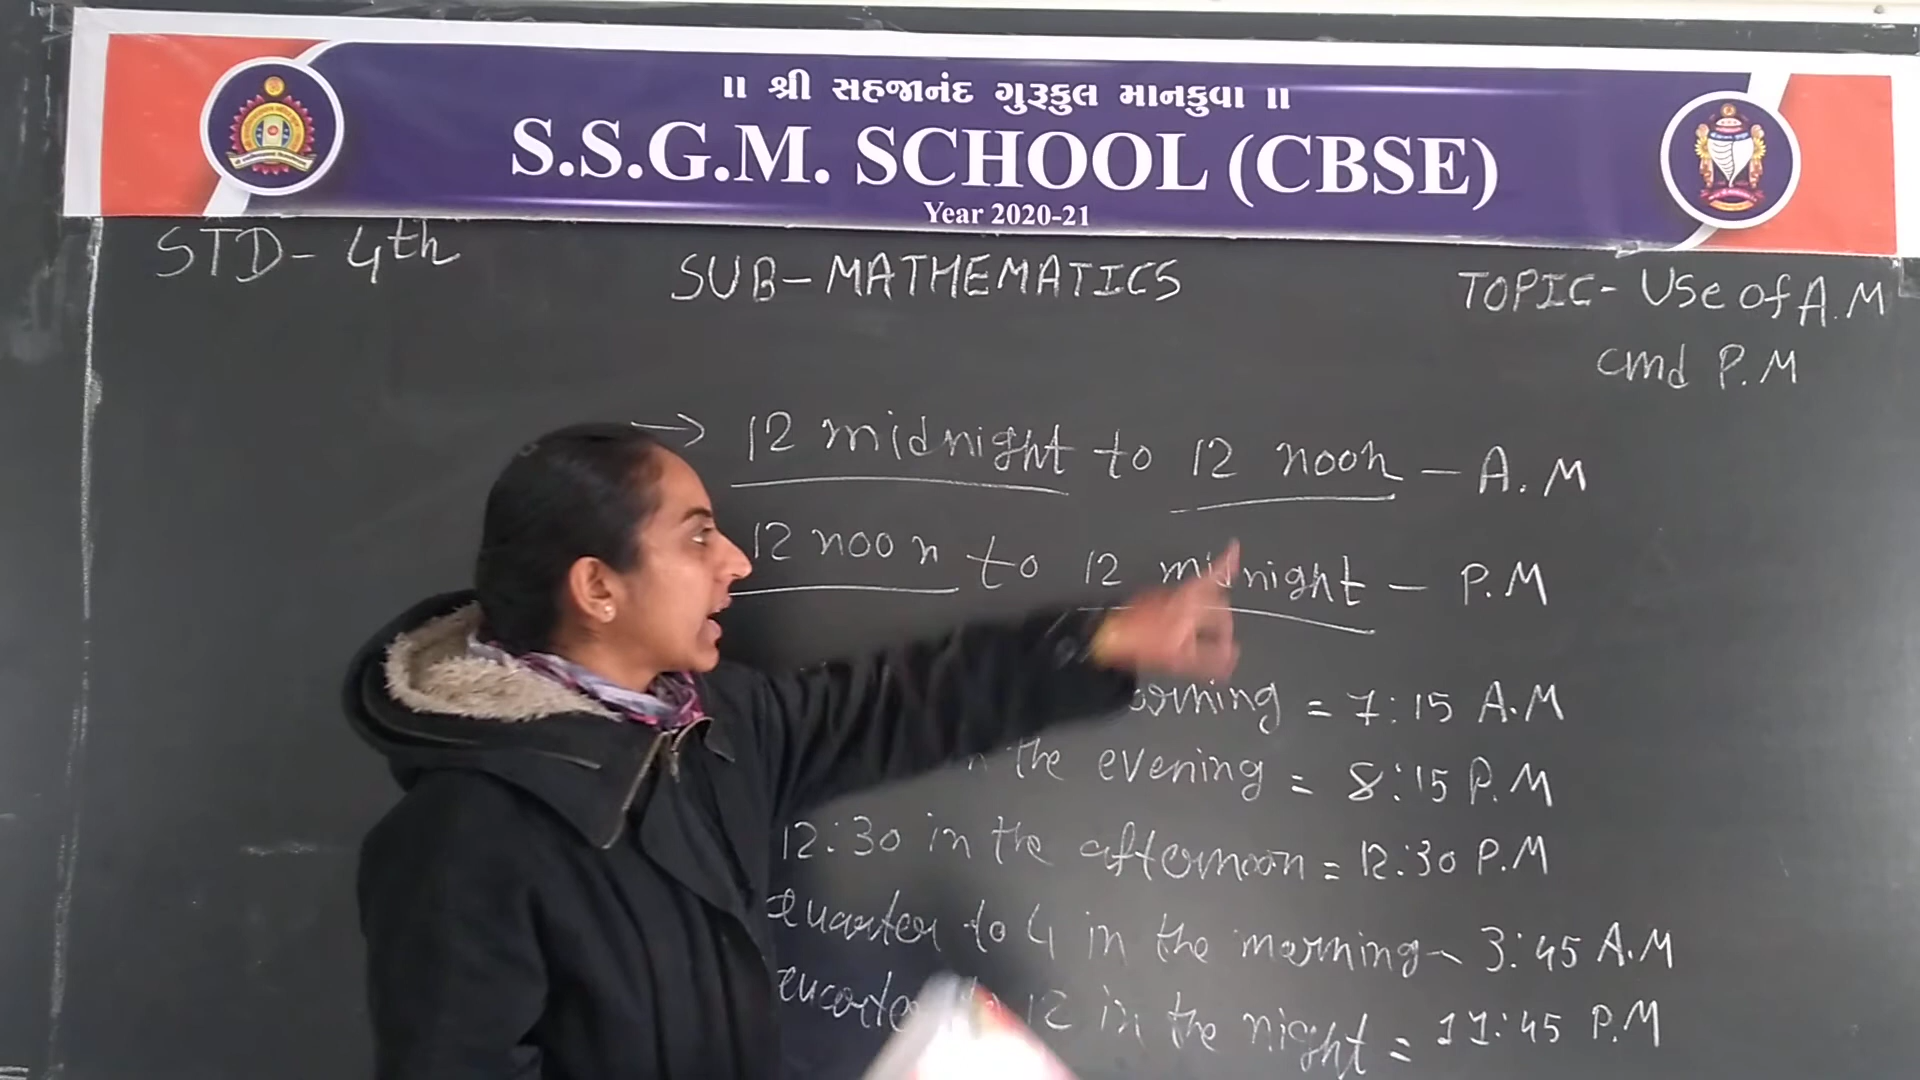 ॥ શ્રી સહજાનંદ ગુરુકુલ માનકુવા ॥
S.S.G.M. SCHOOL (CBSE)
Year 2020-21
STD- 4th
SUB-MATHEMATICS
TOPIC- Use of A.M
and P.M
→ 12 midnight to 12 noon - A.M
12 noon to 12 midnight - P.M
= 7:15 A.M
the evening = 8:15 P.M
12:30 in the afternoon = 12:30 P.M
quarter to 4 in the morning - 3:45 A.M
12 in the night = 11:45 P.M